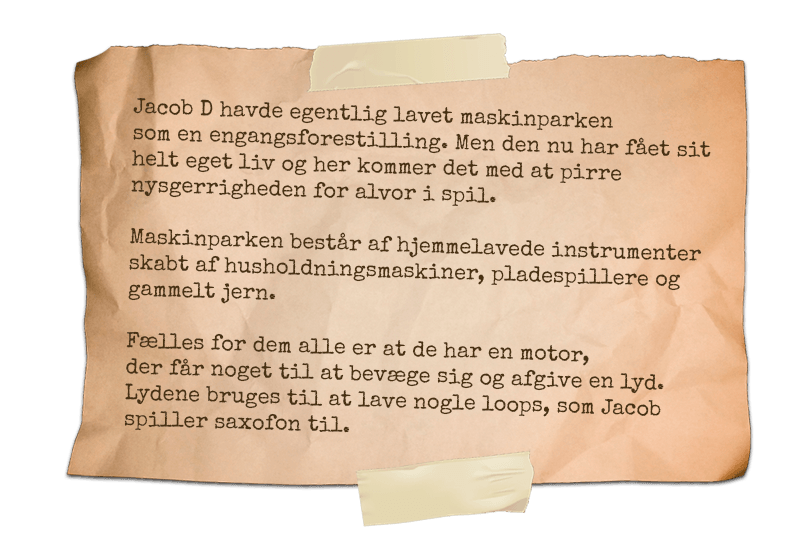 Jacob D havde egentlig lavet maskinparken
som en engangsforestilling. Men den nu har fået sit
helt eget liv og her kommer det med at pirre
nysgerrigheden for alvor i spil.
Maskinparken består af hjemmelavede instrumenter
skabt af husholdningsmaskiner, pladespillere og
gammelt jern.
Fælles for dem alle er at de har en motor,
der får noget til at bevæge sig og afgive en lyd.
Lydene bruges til at lave nogle loops, som Jacob
spiller saxofon til.